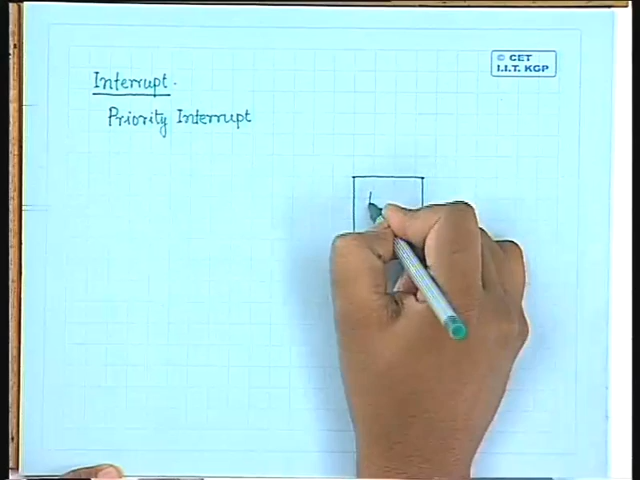 Interrupt.
Priority Interrupt
© CET
I.I.T. KGP